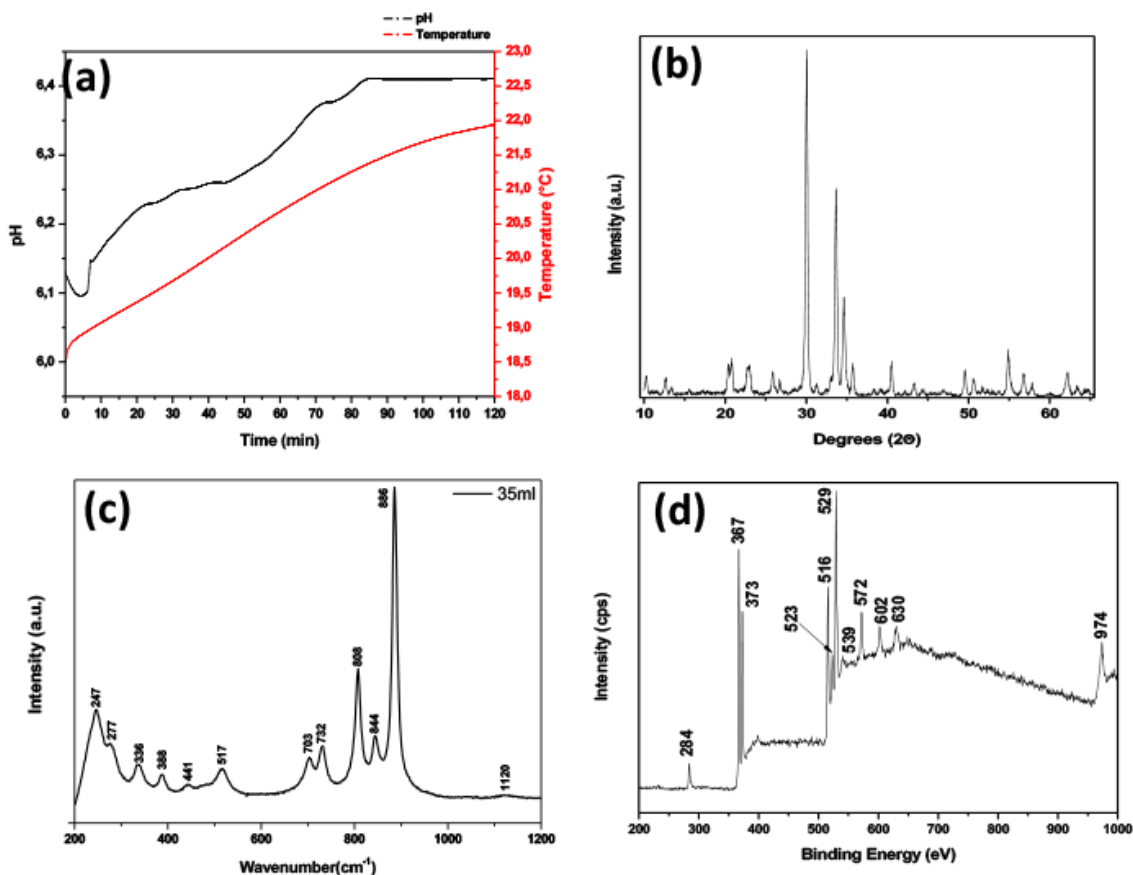 pH
Temperature
(a)
6,4
6,3
6,2
6,1
6,0
pH
23,0
22,5
22,0
21,5
21,0
20,5
20,0
19,5
19,0
18,5
18,0
Temperature (°C)
0 10 20 30 40 50 60 70 80 90 100 110 120
Time (min)
(b)
Intensity (a.u.)
10 20 30 40 50 60
Degrees (2Θ)
(c)
35ml
Intensity (a.u.)
247
277
336
388
441
517
703
732
808
844
886
1120
200 400 600 800 1000 1200
Wavenumber(cm-1)
(d)
Intensity (cps)
284
367
373
523
516
529
539
572
602
630
974
200 300 400 500 600 700 800 900 1000
Binding Energy (eV)